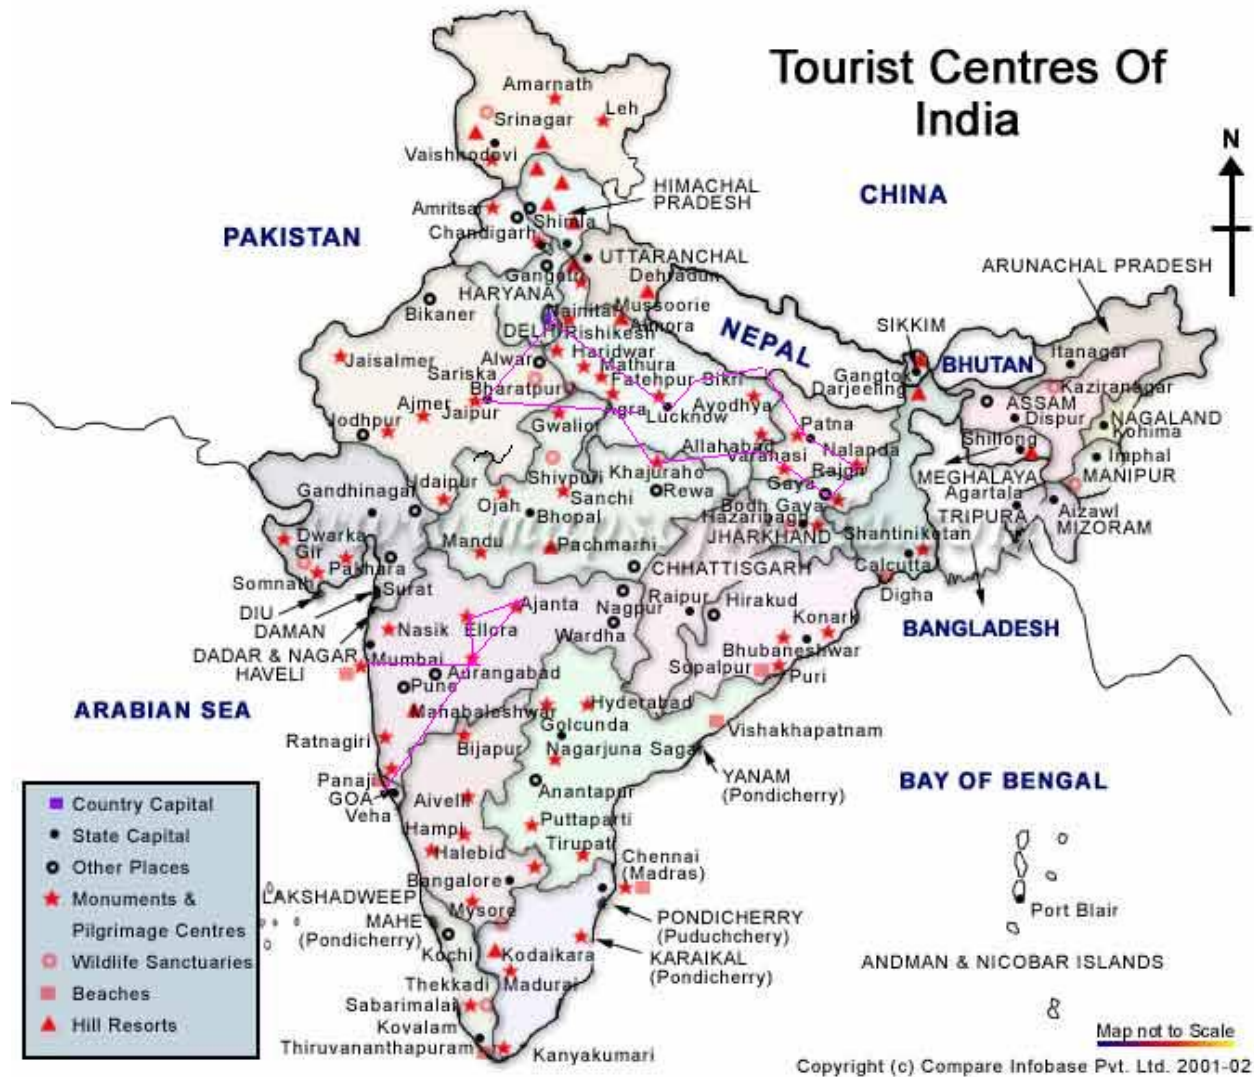 Tourist Centres Of
India
N
CHINA
PAKISTAN
NEPAL
BHUTAN
BANGLADESH
ARABIAN SEA
BAY OF BENGAL
Amarnath
Leh
Srinagar
Vaishnodovi
HIMACHAL
PRADESH
Amritsar
Shimla
Chandigarh
UTTARANCHAL
Gangotri
Dehradun
HARYANA
Mussoorie
Nainital
Almora
DELHI
Rishikesh
Bikaner
Haridwar
Alwar
Mathura
Jaisalmer
Sariska
Fatehpur Sikri
Bharatpur
Ajmer
Jaipur
Agra
Lucknow
Ayodhya
Jodhpur
Gwalior
Allahabad
Varanasi
Patna
Nalanda
Rajgir
Gaya
Bodh Gaya
Hazaribagh
JHARKHAND
SIKKIM
Gangtok
Darjeeling
ARUNACHAL PRADESH
Itanagar
Kaziranagar
ASSAM
Dispur
NAGALAND
Kohima
Shillong
Imphal
MEGHALAYA
MANIPUR
Agartala
TRIPURA
Aizawl
MIZORAM
Shantiniketan
Calcutta
Digha
Udaipur
Shivpuri
Khajuraho
Rewa
Gandhinagar
Ojah
Sanchi
Bhopal
Mandu
Pachmarhi
Dwarka
Gir
Pakhara
Somnath
Surat
DIU
DAMAN
DADAR & NAGAR
HAVELI
CHHATTISGARH
Raipur
Hirakud
Konark
Bhubaneshwar
Sopalpur
Puri
Ajanta
Nagpur
Wardha
Nasik
Ellora
Mumbai
Aurangabad
Pune
Mahabaleshwar
Ratnagiri
Bijapur
Hyderabad
Golcunda
Nagarjuna Sagar
Vishakhapatnam
YANAM
(Pondicherry)
Panaji
GOA
Veha
Aivelli
Anantapur
Hampi
Puttaparti
Tirupati
Halebid
Chennai
(Madras)
Bangalore
LAKSHADWEEP
Mysore
MAHE
(Pondicherry)
PONDICHERRY
(Puduchchery)
Kochi
Kodaikara
KARAIKAL
(Pondicherry)
Thekkadi
Madurai
Sabarimalai
Kovalam
Thiruvananthapuram
Kanyakumari
Port Blair
ANDMAN & NICOBAR ISLANDS
Country Capital
State Capital
Other Places
Monuments &
Pilgrimage Centres
Wildlife Sanctuaries
Beaches
Hill Resorts
Map not to Scale
Copyright (c) Compare Infobase Pvt. Ltd. 2001-02